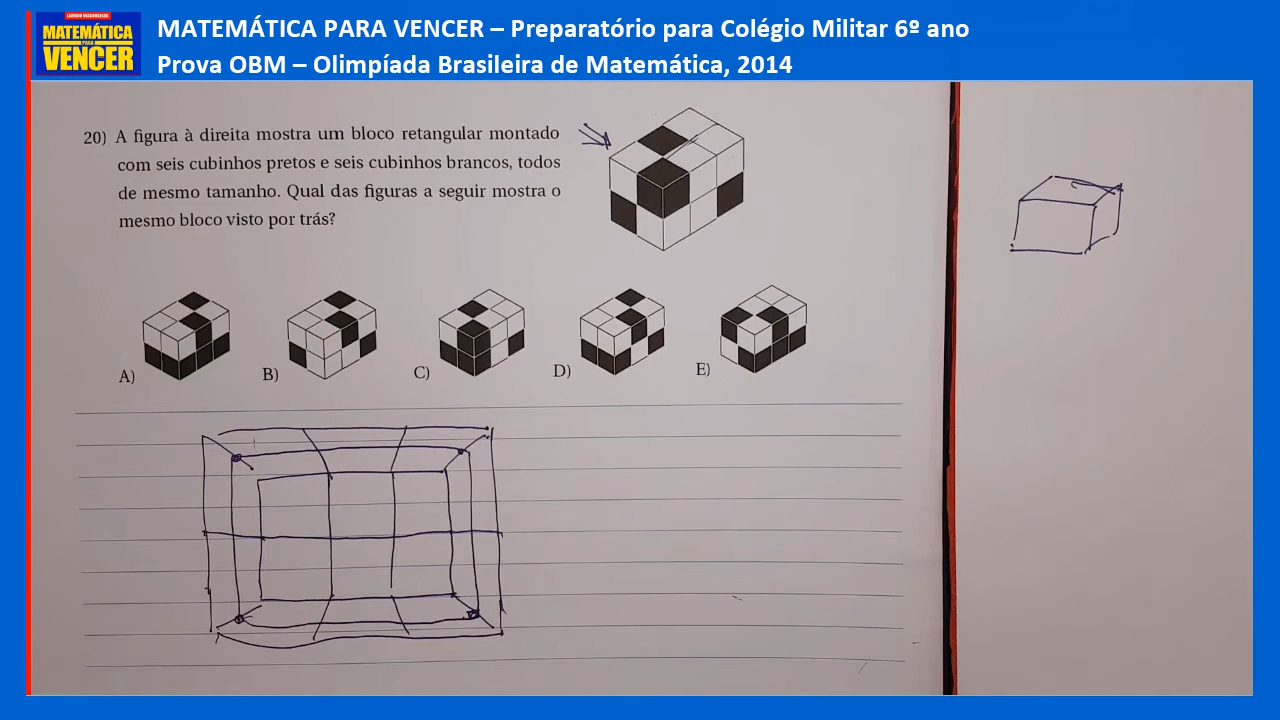 LAÉRCIO VASCONCELOS
MATEMÁTICA
PARA
VENCER
MATEMÁTICA PARA VENCER – Preparatório para Colégio Militar 6º ano
Prova OBM – Olimpíada Brasileira de Matemática, 2014
20) A figura à direita mostra um bloco retangular montado
com seis cubinhos pretos e seis cubinhos brancos, todos
de mesmo tamanho. Qual das figuras a seguir mostra o
mesmo bloco visto por trás?
A) B) C) D) E)